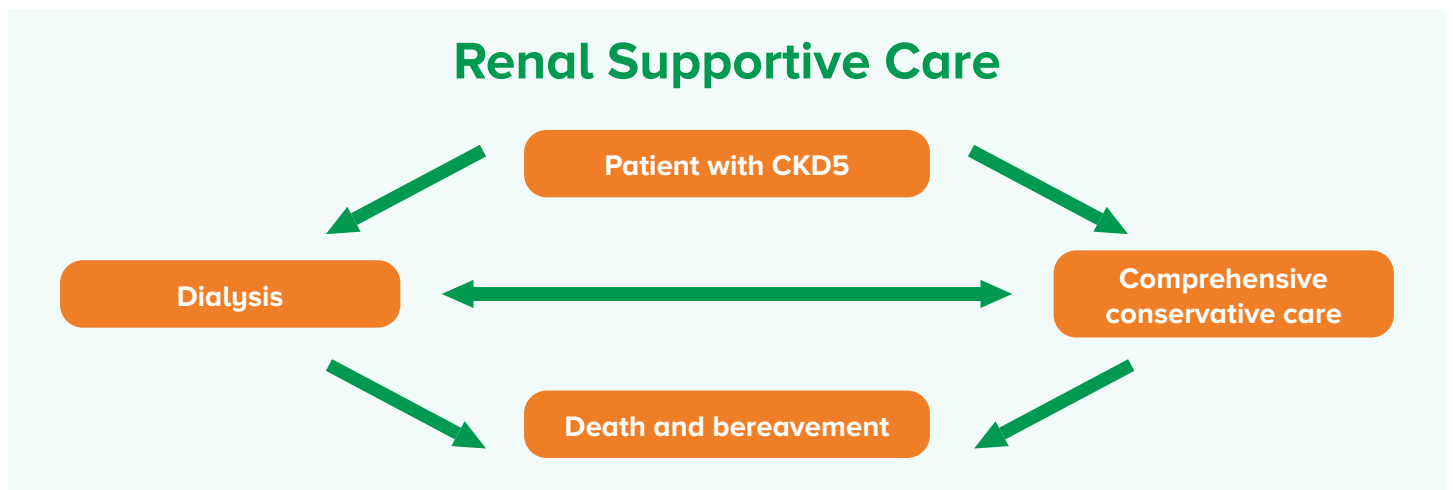 Renal Supportive Care
Patient with CKD5
Dialysis
Comprehensive
conservative care
Death and bereavement